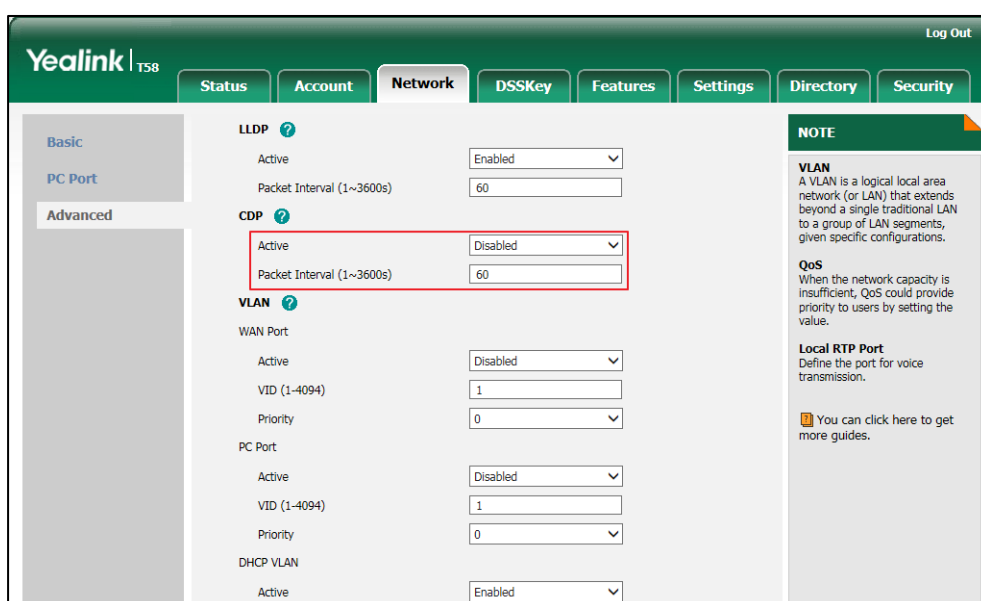 Log Out
Yealink | T58
Status Account Network DSSKey Features Settings Directory Security
Basic
PC Port
Advanced
LLDP ?
Active Enabled
Packet Interval (1~3600s) 60
CDP ?
Active Disabled
Packet Interval (1~3600s) 60
VLAN ?
WAN Port
Active Disabled
VID (1-4094) 1
Priority 0
PC Port
Active Disabled
VID (1-4094) 1
Priority 0
DHCP VLAN
Active Enabled
NOTE
VLAN
A VLAN is a logical local area
network (or LAN) that extends
beyond a single traditional LAN
to a group of LAN segments,
given specific configurations.
QoS
When the network capacity is
insufficient, QoS could provide
priority to users by setting the
value.
Local RTP Port
Define the port for voice
transmission.
? You can click here to get
more guides.